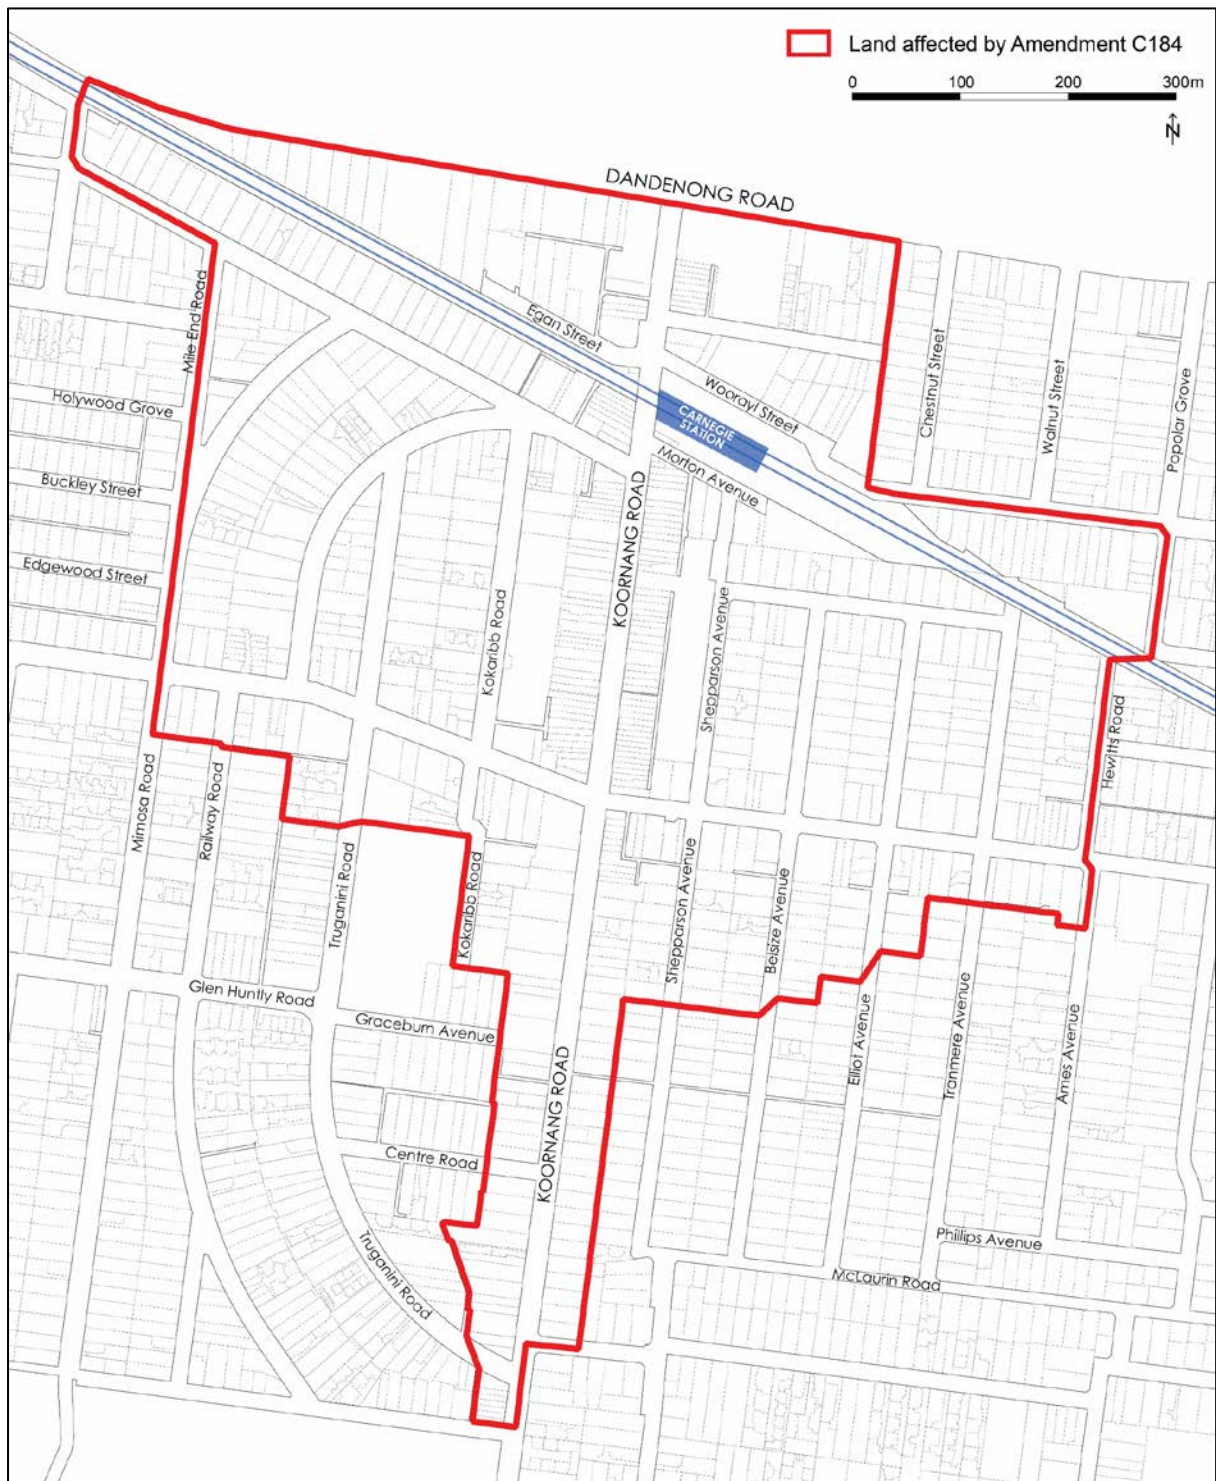 Land affected by Amendment C184
0 100 200 300m
N
DANDENONG ROAD
Mile End Road
Egan Street
Woorayl Street
Chestnut Street
Walnut Street
Popolar Grove
Holywood Grove
CARNEGIE
STATION
Morton Avenue
Buckley Street
KOORNANG ROAD
Edgewood Street
Kokaribb Road
Shepparson Avenue
Hewitts Road
Mimosa Road
Railway Road
Truganini Road
Kokaribb Road
Shepparson Avenue
Belsize Avenue
Glen Huntly Road
Graceburn Avenue
Elliot Avenue
Tranmere Avenue
Ames Avenue
KOORNANG ROAD
Centre Road
Truganini Road
Phillips Avenue
McLaurin Road